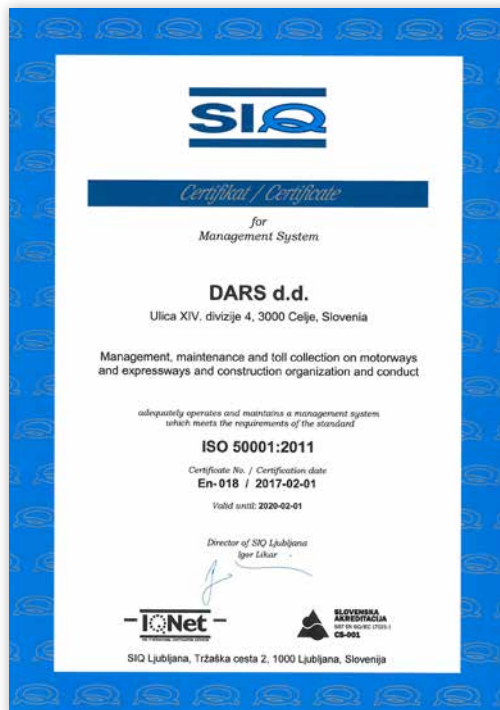 SIQ
Certifikat / Certificate
for
Management System
DARS d.d.
Ulica XIV. divizije 4, 3000 Celje, Slovenia
Management, maintenance and toll collection on motorways
and expressways and construction organization and conduct
adequately operates and maintains a management system
which meets the requirements of the standard
ISO 50001:2011
Certificate No. / Certification date
En-018 / 2017-02-01
Valid until: 2020-02-01
Director of SIQ Ljubljana
Igor Likar
IQNet
SLOVENSKA
AKREDITACIJA
CS-001
SIQ Ljubljana, Tržaška cesta 2, 1000 Ljubljana, Slovenija